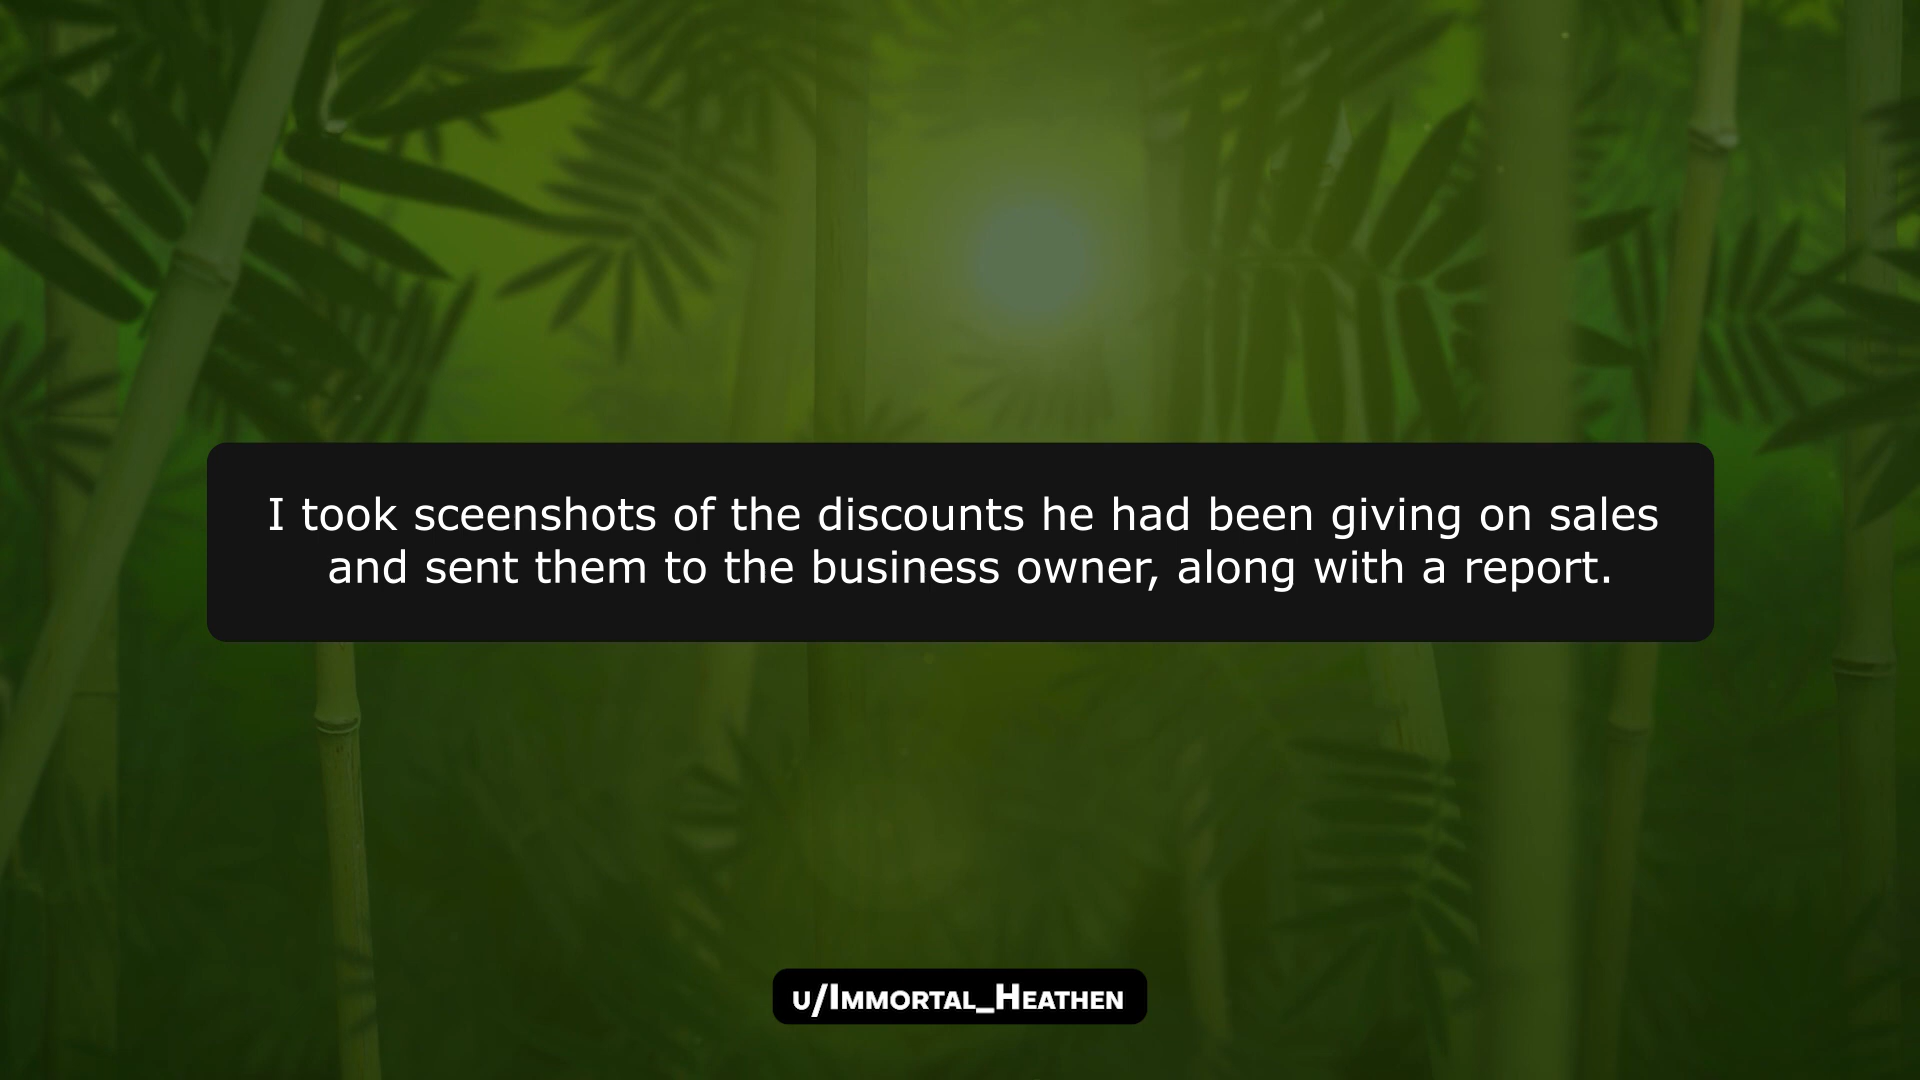 I took sceenshots of the discounts he had been giving on sales
and sent them to the business owner, along with a report.
u/Immortal_Heathen